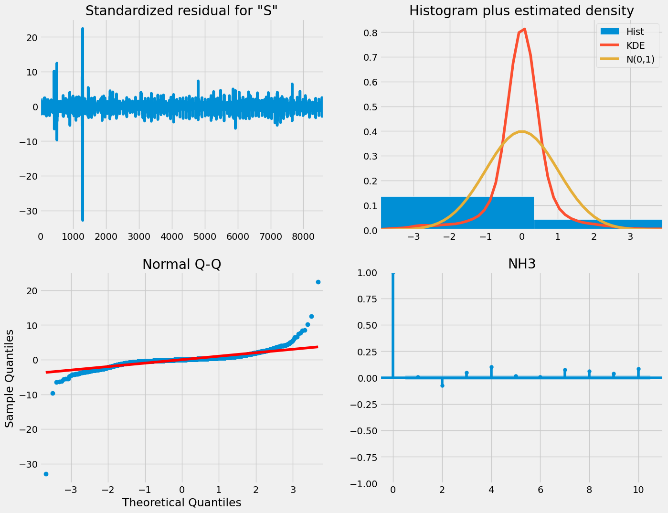 Standardized residual for "S"
20
10
0
−10
−20
−30
0 1000 2000 3000 4000 5000 6000 7000 8000
Histogram plus estimated density
0.8
0.7
0.6
0.5
0.4
0.3
0.2
0.1
0.0
−3 −2 −1 0 1 2 3
Hist
KDE
N(0,1)
Normal Q-Q
Sample Quantiles
20
10
0
−10
−20
−30
−3 −2 −1 0 1 2 3
Theoretical Quantiles
NH3
1.00
0.75
0.50
0.25
0.00
−0.25
−0.50
−0.75
−1.00
0 2 4 6 8 10